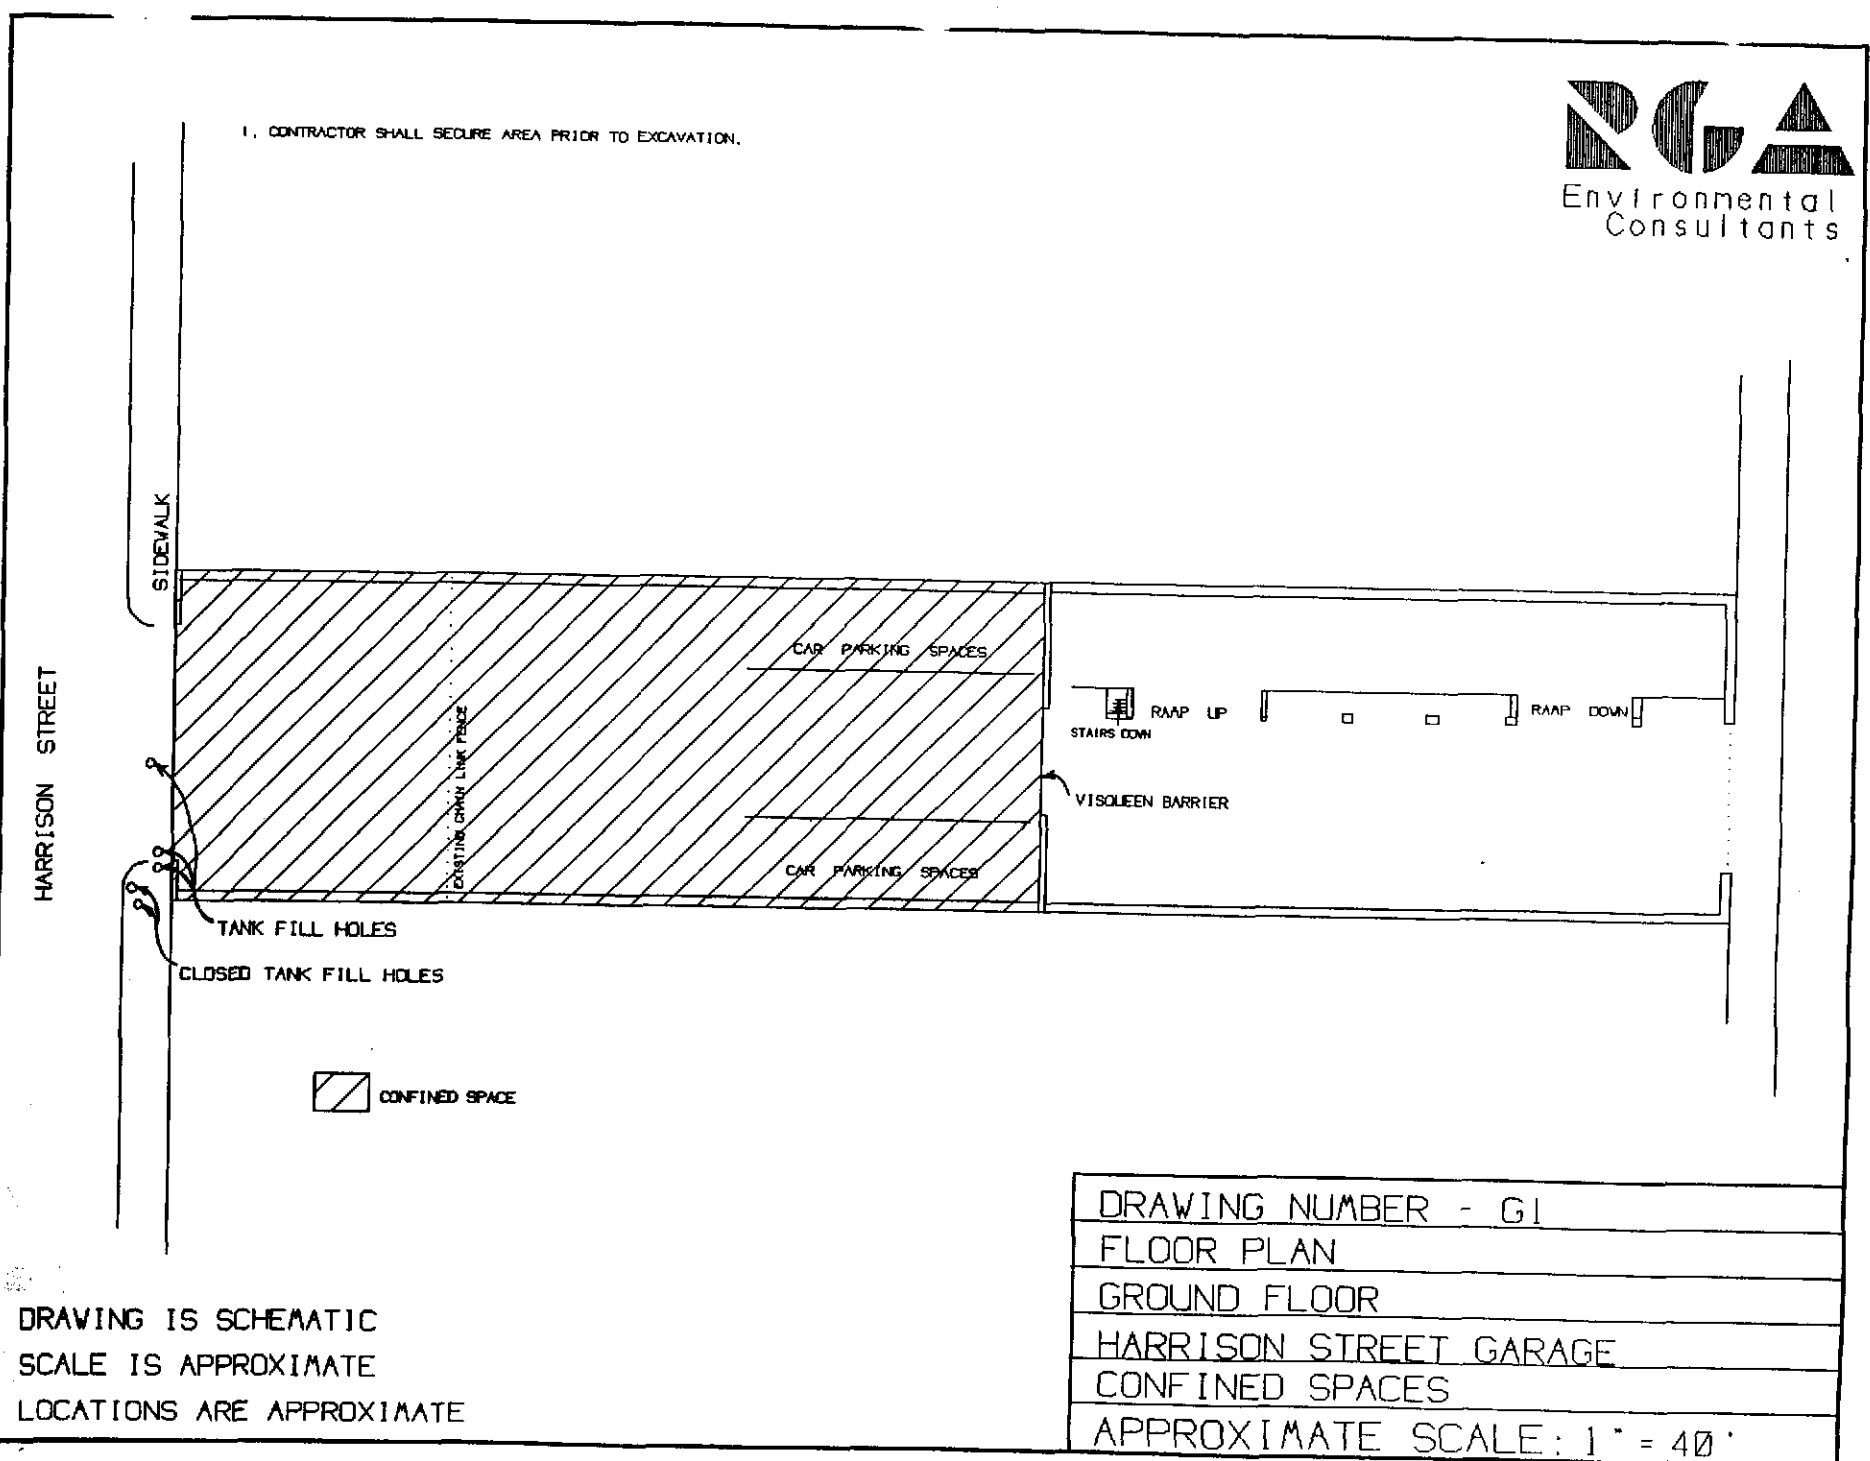 RGA
Environmental
Consultants
1. CONTRACTOR SHALL SECURE AREA PRIOR TO EXCAVATION.
SIDEWALK
HARRISON STREET
CAR PARKING SPACES
EXISTING CHAIN LINK FENCE
RAMP UP
RAMP DOWN
STAIRS DOWN
VISQUEEN BARRIER
CAR PARKING SPACES
TANK FILL HOLES
CLOSED TANK FILL HOLES
CONFINED SPACE
DRAWING IS SCHEMATIC
SCALE IS APPROXIMATE
LOCATIONS ARE APPROXIMATE
DRAWING NUMBER - G1
FLOOR PLAN
GROUND FLOOR
HARRISON STREET GARAGE
CONFINED SPACES
APPROXIMATE SCALE: 1" = 40'